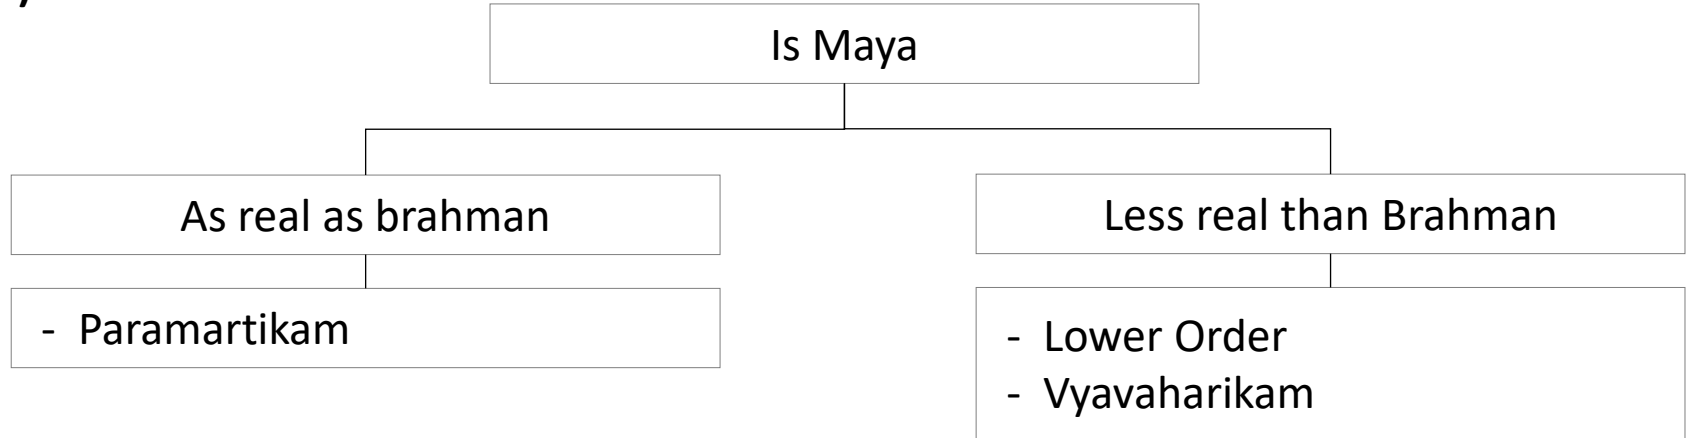 Is Maya
As real as brahman
Less real than Brahman
- Paramartikam
- Lower Order
- Vyavaharikam